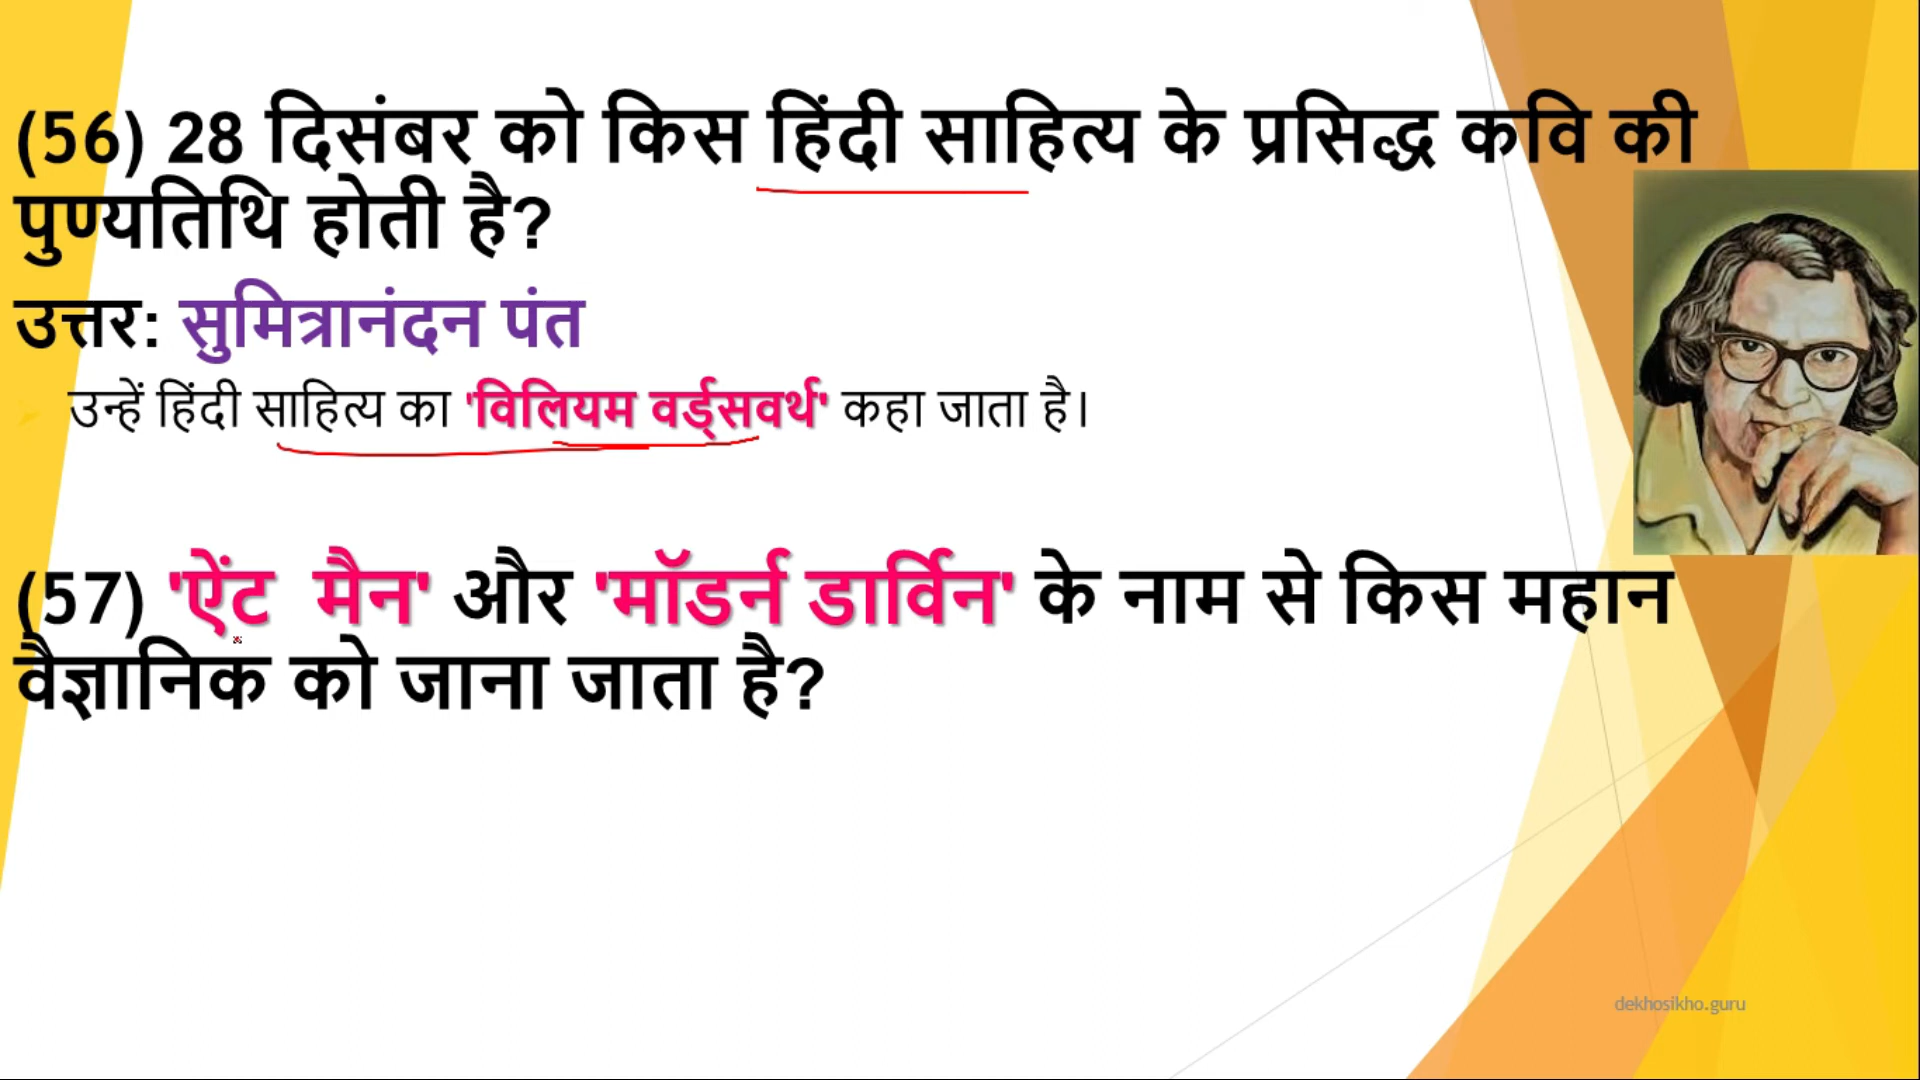 (56) 28 दिसंबर को किस हिंदी साहित्य के प्रसिद्ध कवि की
पुण्यतिथि होती है?
उत्तर: सुमित्रानंदन पंत
उन्हें हिंदी साहित्य का 'विलियम वर्ड्सवर्थ' कहा जाता है।
(57) 'ऐंट मैन' और 'मॉडर्न डार्विन' के नाम से किस महान
वैज्ञानिक को जाना जाता है?
dekhosikho.guru